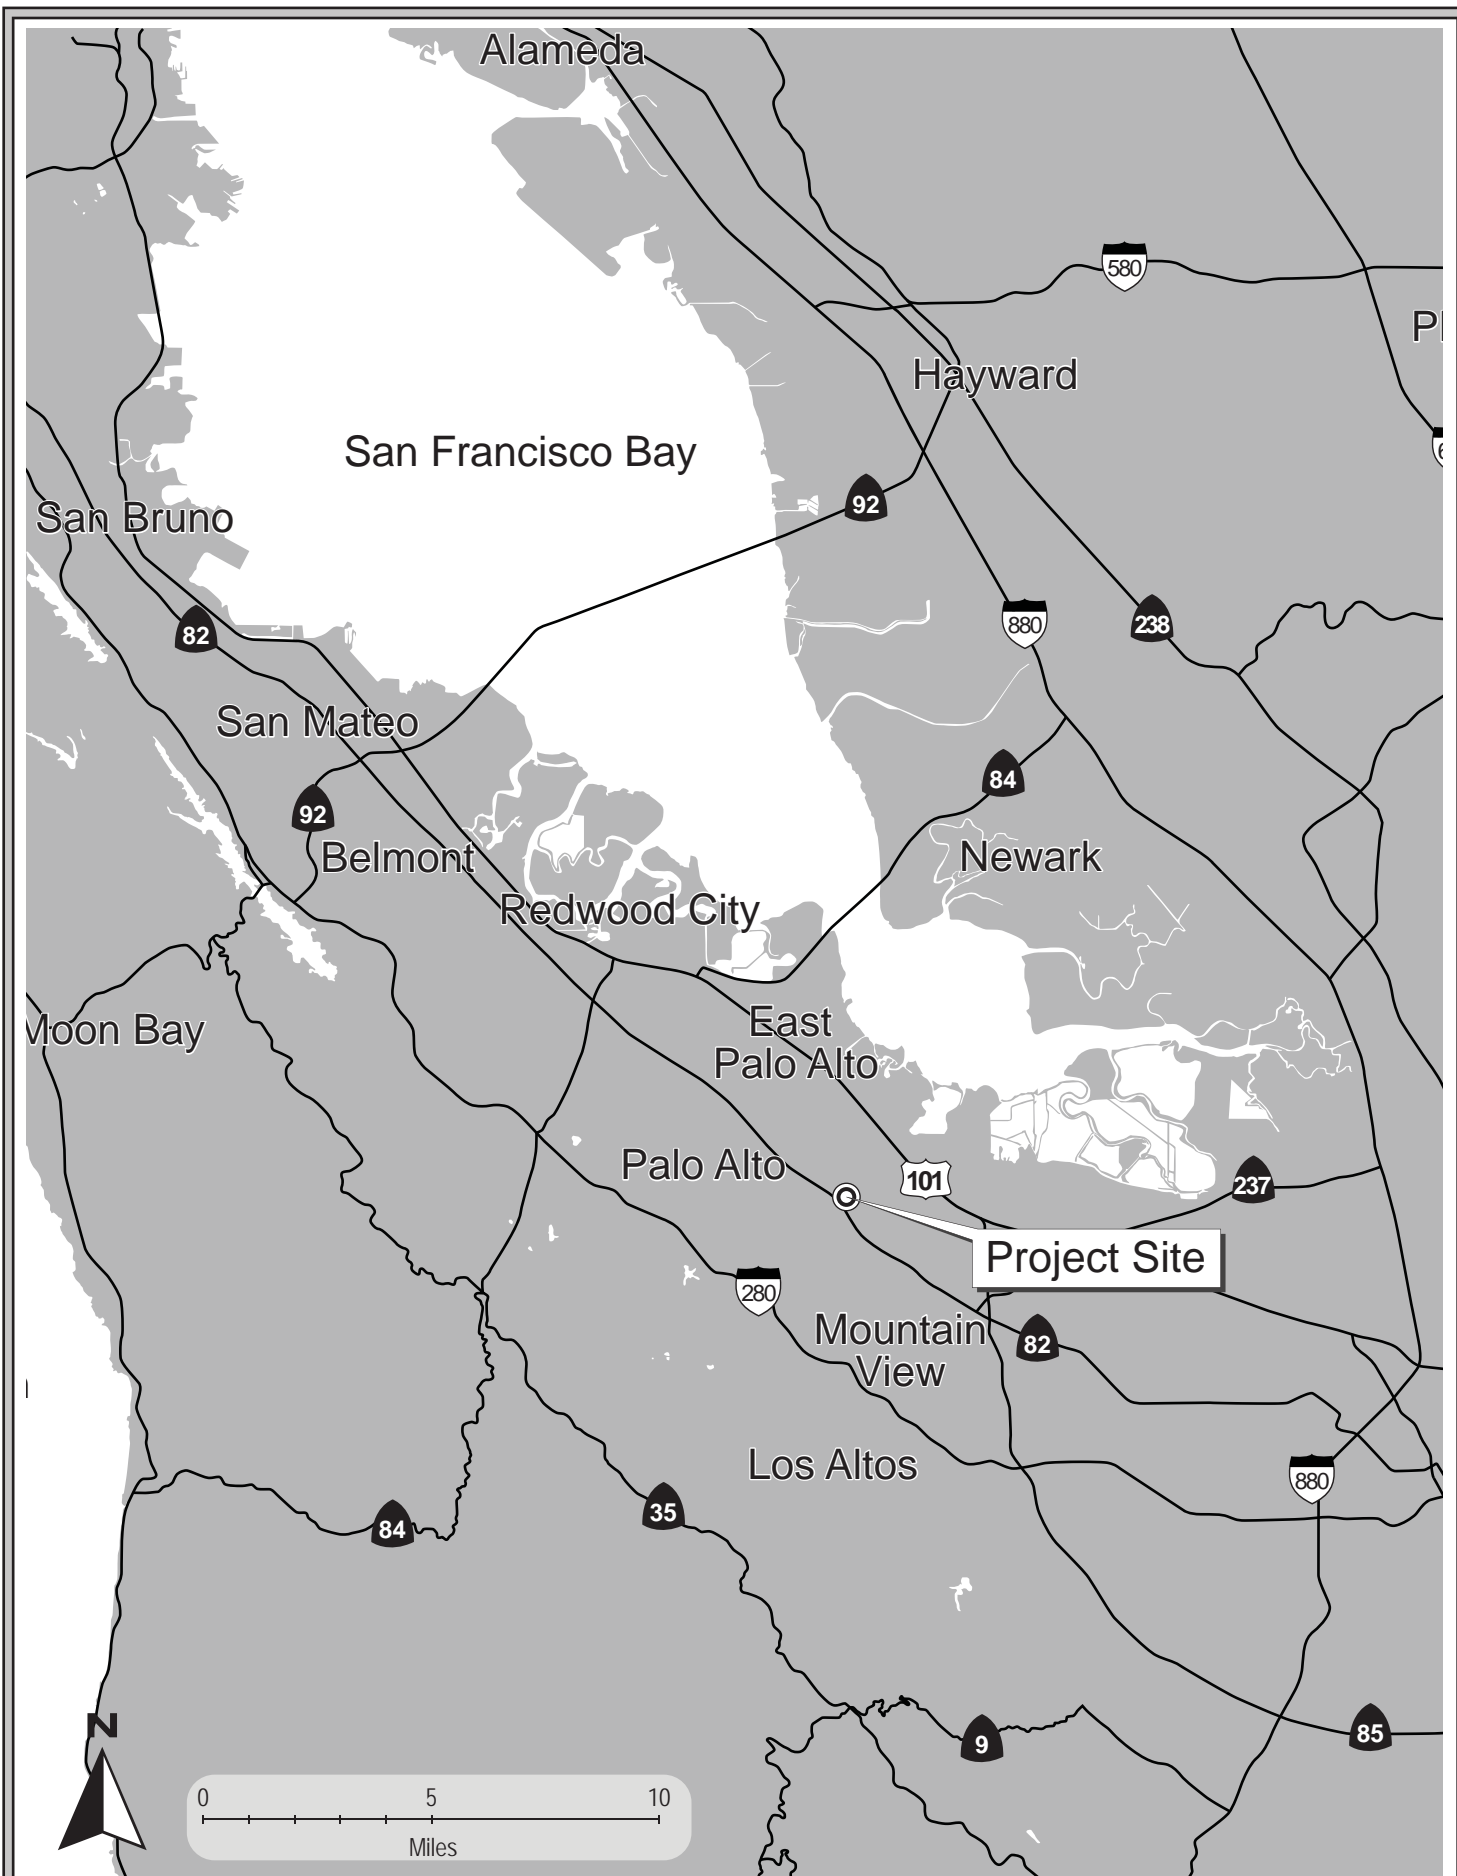 Alameda
580
Pl
Hayward
San Francisco Bay
92
San Bruno
82
880
238
San Mateo
84
92
Belmont
Newark
Redwood City
Moon Bay
East
Palo Alto
Palo Alto
101
237
Project Site
280
Mountain
View
82
Los Altos
880
35
84
N
85
9
0
5
10
Miles